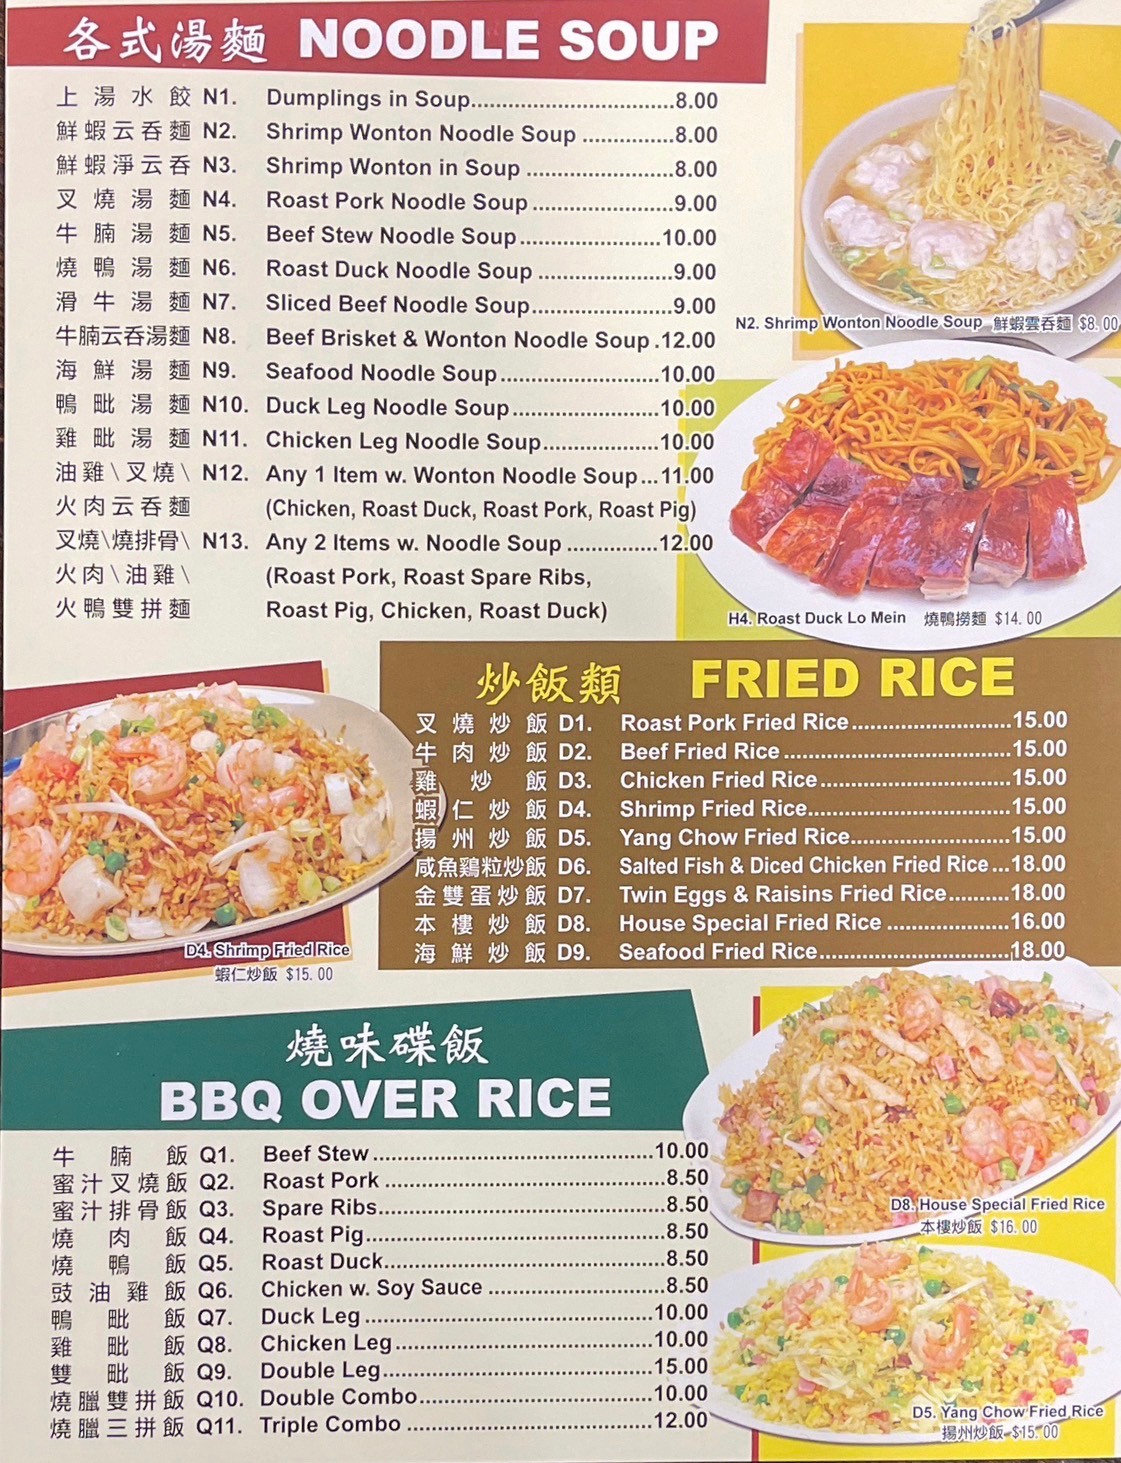 各式湯麵 NOODLE SOUP
上湯水餃 N1. Dumplings in Soup 8.00
鮮蝦云吞麵 N2. Shrimp Wonton Noodle Soup 8.00
鮮蝦淨云吞 N3. Shrimp Wonton in Soup 8.00
叉燒湯麵 N4. Roast Pork Noodle Soup 9.00
牛腩湯麵 N5. Beef Stew Noodle Soup 10.00
燒鴨湯麵 N6. Roast Duck Noodle Soup 9.00
滑牛湯麵 N7. Sliced Beef Noodle Soup 9.00
牛腩云吞湯麵 N8. Beef Brisket & Wonton Noodle Soup 12.00
海鮮湯麵 N9. Seafood Noodle Soup 10.00
鴨毗湯麵 N10. Duck Leg Noodle Soup 10.00
雞毗湯麵 N11. Chicken Leg Noodle Soup 10.00
油雞\叉燒\ N12. Any 1 Item w. Wonton Noodle Soup 11.00
火肉云吞麵 (Chicken, Roast Duck, Roast Pork, Roast Pig)
叉燒\燒排骨\ N13. Any 2 Items w. Noodle Soup 12.00
火肉\油雞\ (Roast Pork, Roast Spare Ribs,
火鴨雙拼麵 Roast Pig, Chicken, Roast Duck)
N2. Shrimp Wonton Noodle Soup 鮮蝦雲吞麵 $8.00
H4. Roast Duck Lo Mein 燒鴨撈麵 $14.00
炒飯類 FRIED RICE
叉燒炒飯 D1. Roast Pork Fried Rice 15.00
牛肉炒飯 D2. Beef Fried Rice 15.00
雞炒飯 D3. Chicken Fried Rice 15.00
蝦仁炒飯 D4. Shrimp Fried Rice 15.00
揚州炒飯 D5. Yang Chow Fried Rice 15.00
咸魚鷄粒炒飯 D6. Salted Fish & Diced Chicken Fried Rice 18.00
金雙蛋炒飯 D7. Twin Eggs & Raisins Fried Rice 18.00
本樓炒飯 D8. House Special Fried Rice 16.00
海鮮炒飯 D9. Seafood Fried Rice 18.00
D4. Shrimp Fried Rice
蝦仁炒飯 $15.00
燒味碟飯
BBQ OVER RICE
牛腩飯 Q1. Beef Stew 10.00
蜜汁叉燒飯 Q2. Roast Pork 8.50
蜜汁排骨飯 Q3. Spare Ribs 8.50
燒肉飯 Q4. Roast Pig 8.50
燒鴨飯 Q5. Roast Duck 8.50
豉油雞飯 Q6. Chicken w. Soy Sauce 8.50
鴨毗飯 Q7. Duck Leg 10.00
雞毗飯 Q8. Chicken Leg 10.00
雙毗飯 Q9. Double Leg 15.00
燒臘雙拼飯 Q10. Double Combo 10.00
燒臘三拼飯 Q11. Triple Combo 12.00
D8. House Special Fried Rice
本樓炒飯 $16.00
D5. Yang Chow Fried Rice
揚州炒飯 $15.00